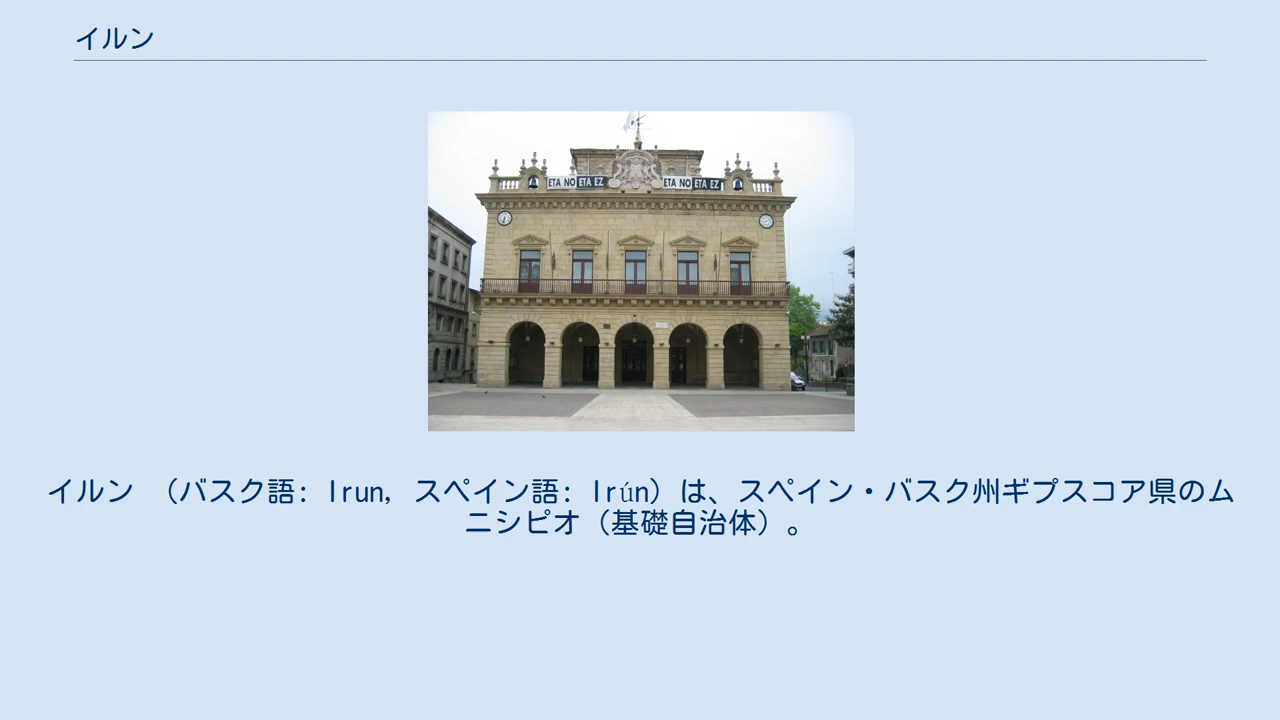 イルン
ETA NO ETA EZ ETA NO ETA EZ
イルン （バスク語: Irun, スペイン語: Irún）は、スペイン・バスク州ギプスコア県のム
ニシピオ（基礎自治体）。